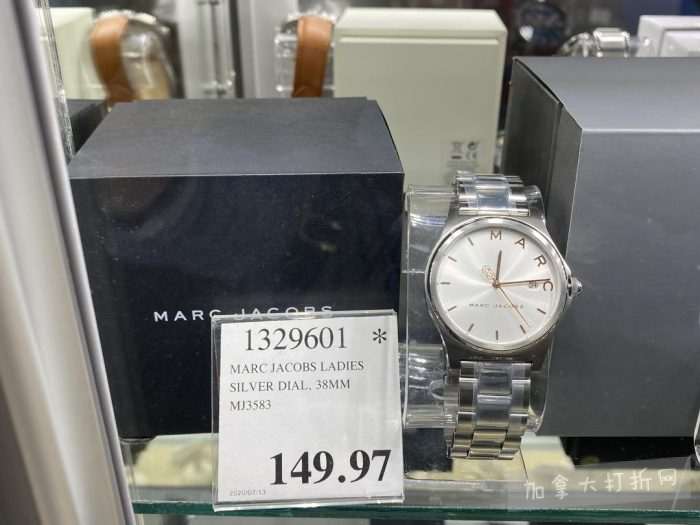 MARC JACOBS
1329601 *
MARC JACOBS LADIES
SILVER DIAL, 38MM
MJ3583
149.97
2020/07/13
MARC
MARC JACOBS
加拿大打折网